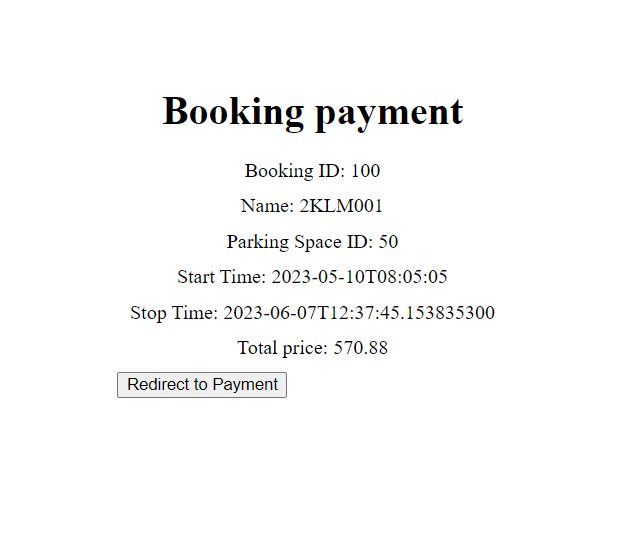 Booking payment
Booking ID: 100
Name: 2KLM001
Parking Space ID: 50
Start Time: 2023-05-10T08:05:05
Stop Time: 2023-06-07T12:37:45.153835300
Total price: 570.88
Redirect to Payment